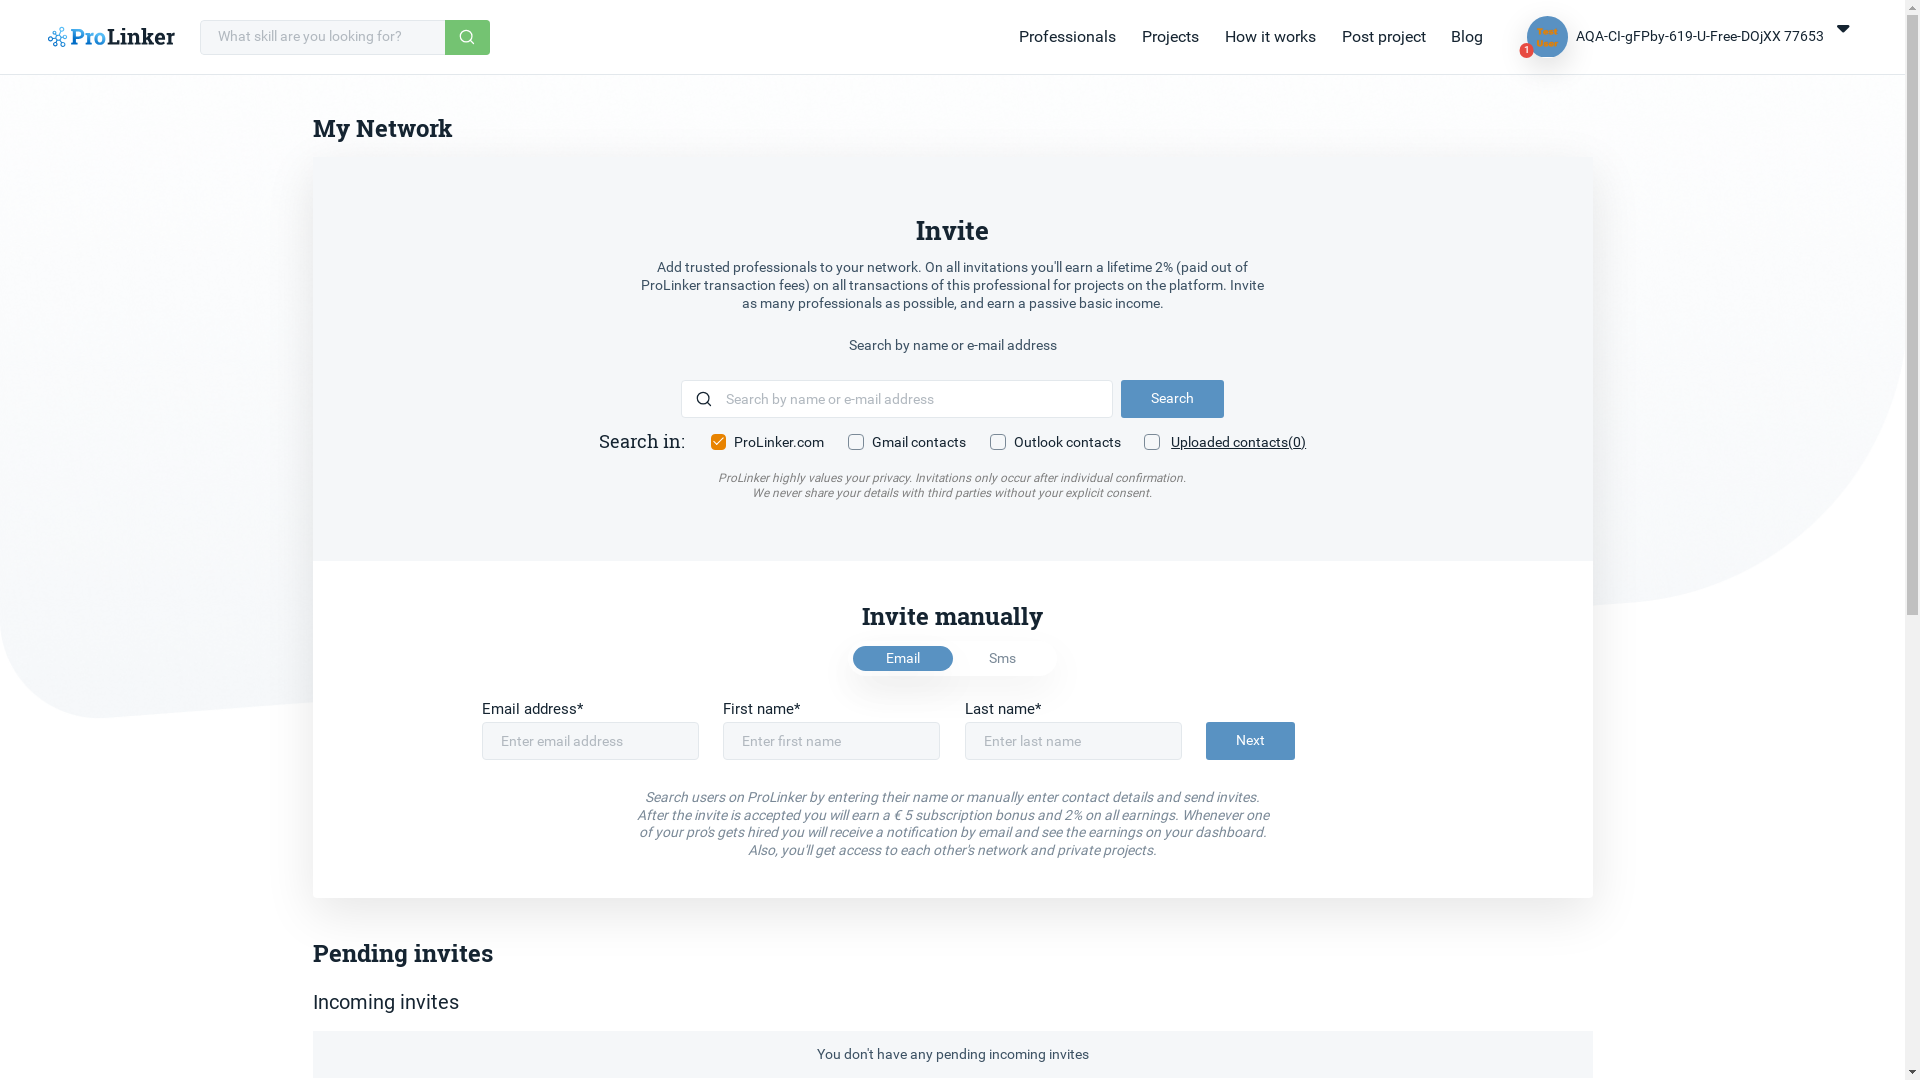 ProLinker
What skill are you looking for?
Professionals
Projects
How it works
Post project
Blog
Test
User
1
AQA-CI-gFPby-619-U-Free-DOjXX 77653
My Network
Invite
Add trusted professionals to your network. On all invitations you'll earn a lifetime 2% (paid out of
ProLinker transaction fees) on all transactions of this professional for projects on the platform. Invite
as many professionals as possible, and earn a passive basic income.
Search by name or e-mail address
Search by name or e-mail address
Search
Search in:
ProLinker.com
Gmail contacts
Outlook contacts
Uploaded contacts(0)
ProLinker highly values your privacy. Invitations only occur after individual confirmation.
We never share your details with third parties without your explicit consent.
Invite manually
Email
Sms
Email address*
First name*
Last name*
Enter email address
Enter first name
Enter last name
Next
Search users on ProLinker by entering their name or manually enter contact details and send invites.
After the invite is accepted you will earn a € 5 subscription bonus and 2% on all earnings. Whenever one
of your pro's gets hired you will receive a notification by email and see the earnings on your dashboard.
Also, you'll get access to each other's network and private projects.
Pending invites
Incoming invites
You don't have any pending incoming invites